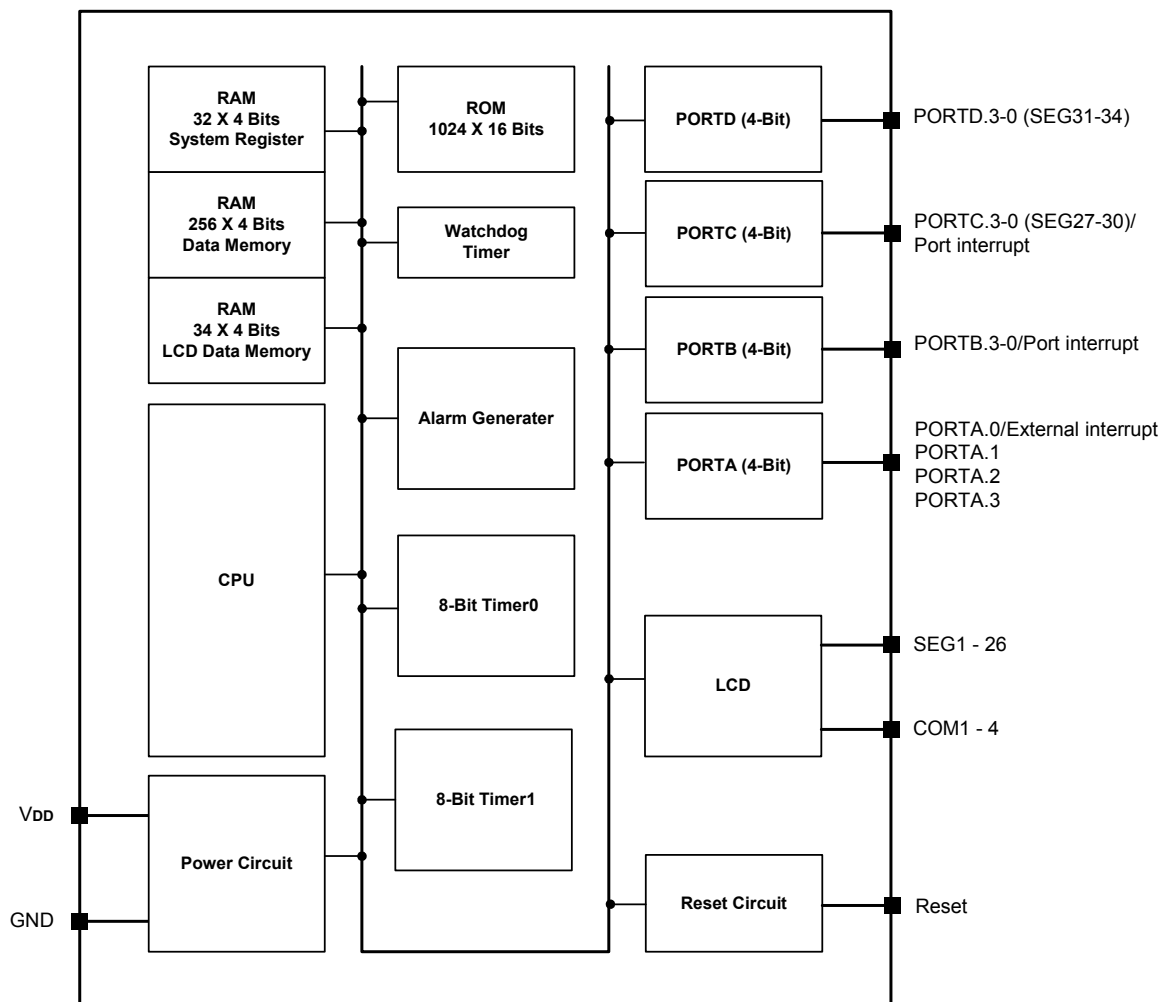 RAM
32 X 4 Bits
System Register
RAM
256 X 4 Bits
Data Memory
RAM
34 X 4 Bits
LCD Data Memory
CPU
Power Circuit
VDD
GND
ROM
1024 X 16 Bits
Watchdog
Timer
Alarm Generater
8-Bit Timer0
8-Bit Timer1
PORTD (4-Bit)
PORTC (4-Bit)
PORTB (4-Bit)
PORTA (4-Bit)
LCD
Reset Circuit
PORTD.3-0 (SEG31-34)
PORTC.3-0 (SEG27-30)/
Port interrupt
PORTB.3-0/Port interrupt
PORTA.0/External interrupt
PORTA.1
PORTA.2
PORTA.3
SEG1 - 26
COM1 - 4
Reset